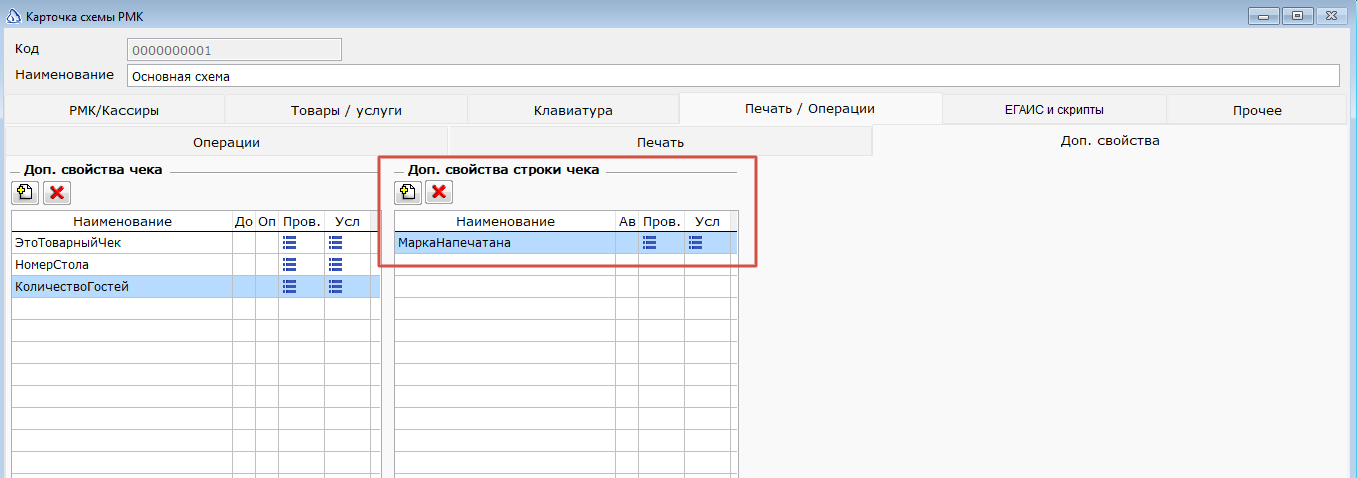 Карточка схемы РМК
Код 0000000001
Наименование Основная схема
РМК/Кассиры Товары / услуги Клавиатура Печать / Операции ЕГАИС и скрипты Прочее
Операции Печать Доп. свойства
Доп. свойства чека
Наименование До Оп Пров. Усл
ЭтоТоварныйЧек
НомерСтола
КоличествоГостей
Доп. свойства строки чека
Наименование Ав Пров. Усл
МаркаНапечатана